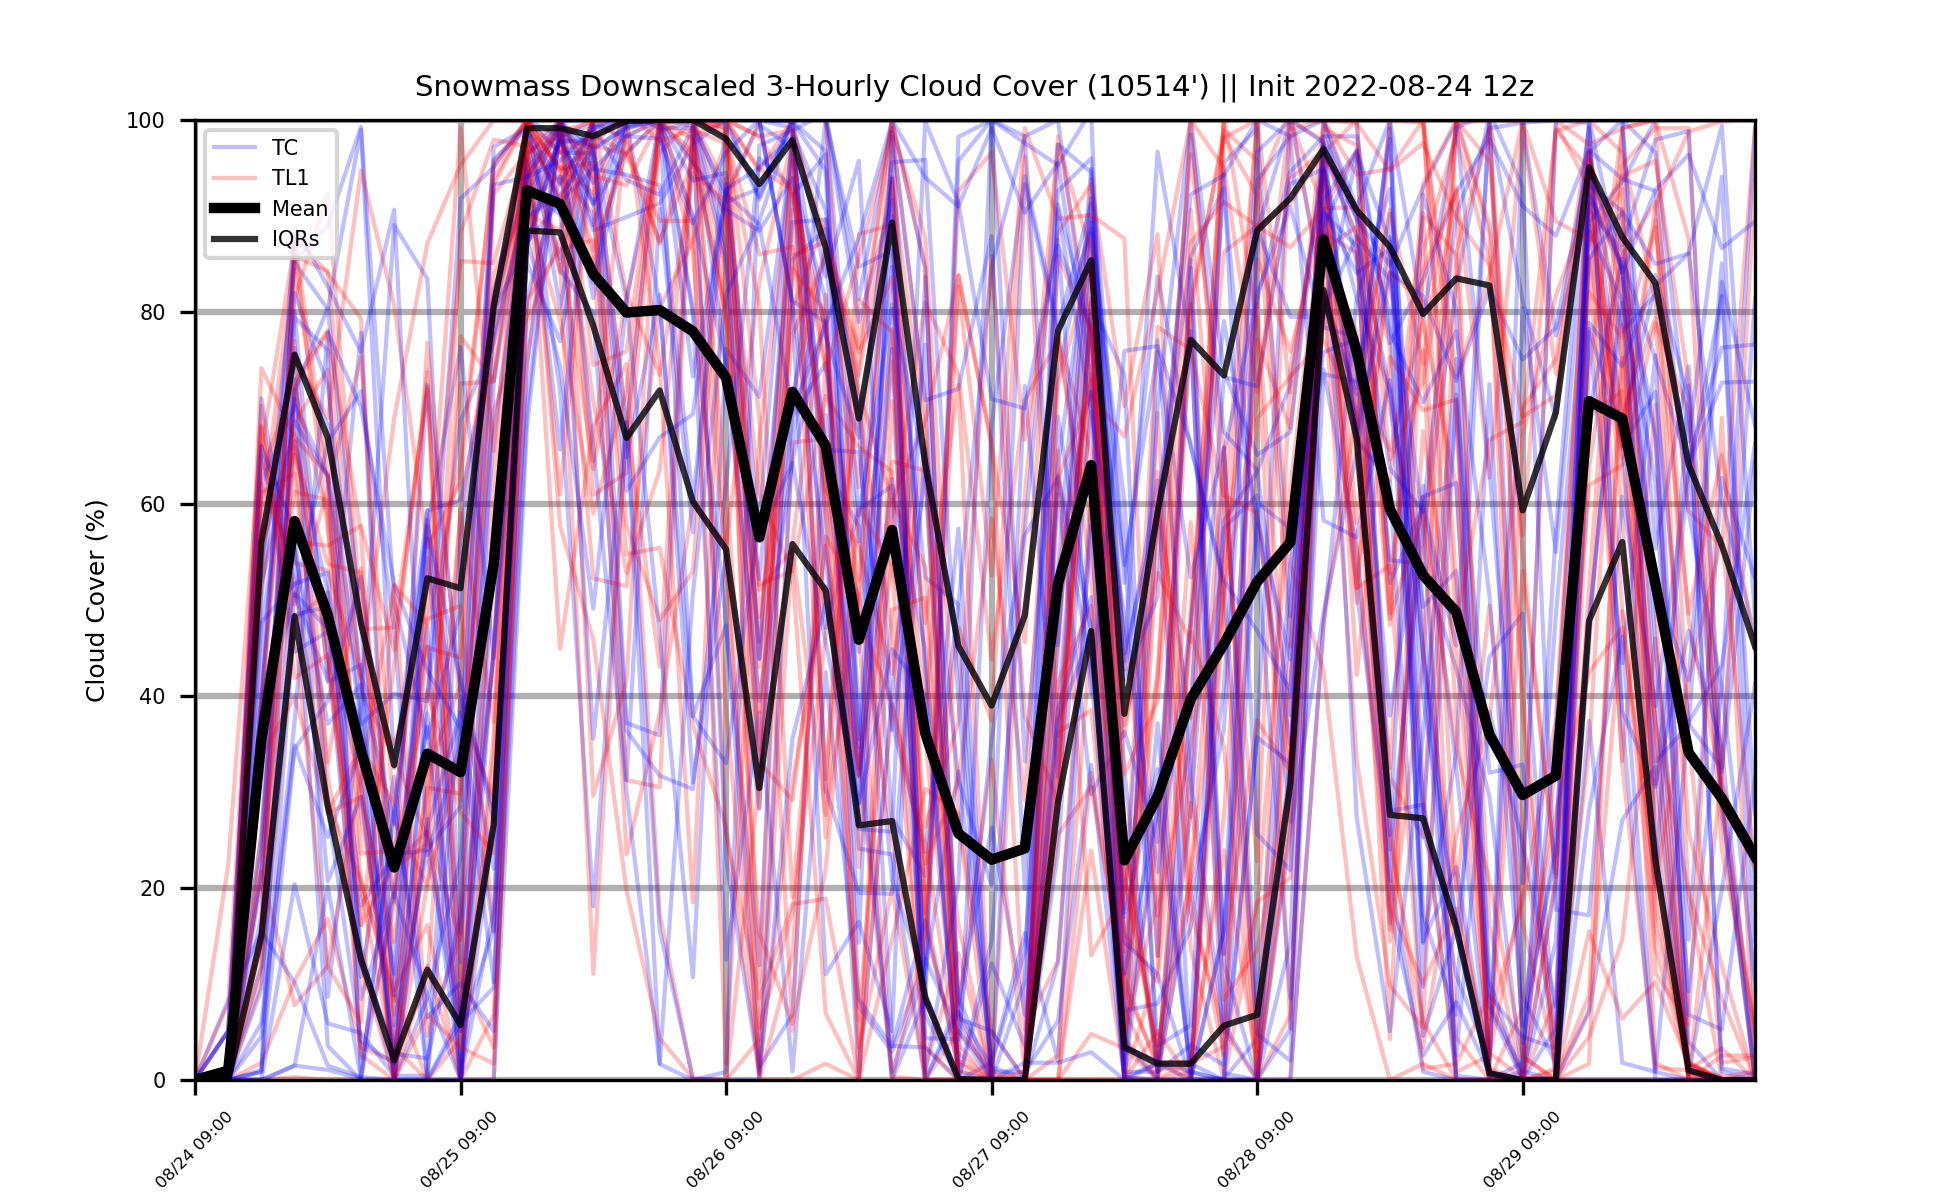 Snowmass Downscaled 3-Hourly Cloud Cover (10514') || Init 2022-08-24 12z
100
80
60
40
20
0
Cloud Cover (%)
TC
TL1
Mean
IQRs
08/24 09:00
08/25 09:00
08/26 09:00
08/27 09:00
08/28 09:00
08/29 09:00